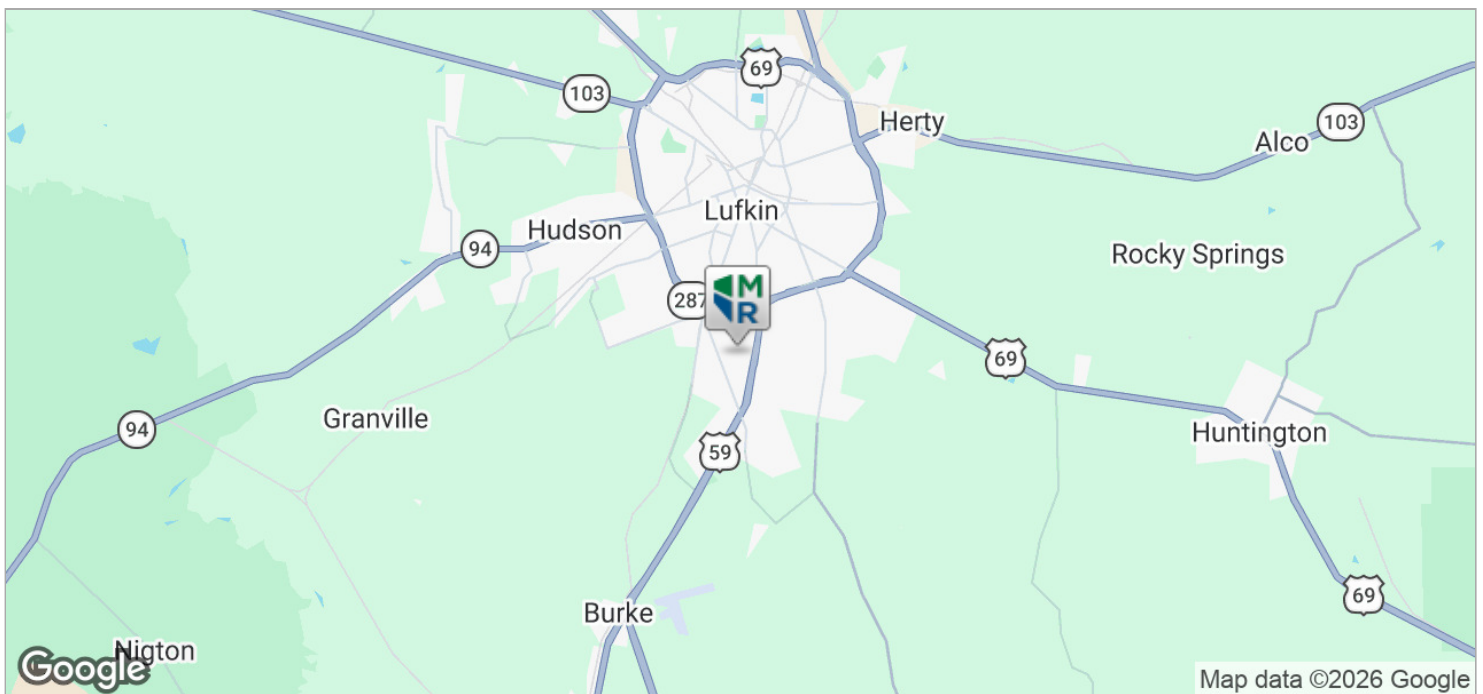 69
103
Herty
103
Alco
Lufkin
Hudson
94
Rocky Springs
M
R
287
69
Granville
94
Huntington
59
69
Burke
Nigton
Google
Map data ©2026 Google